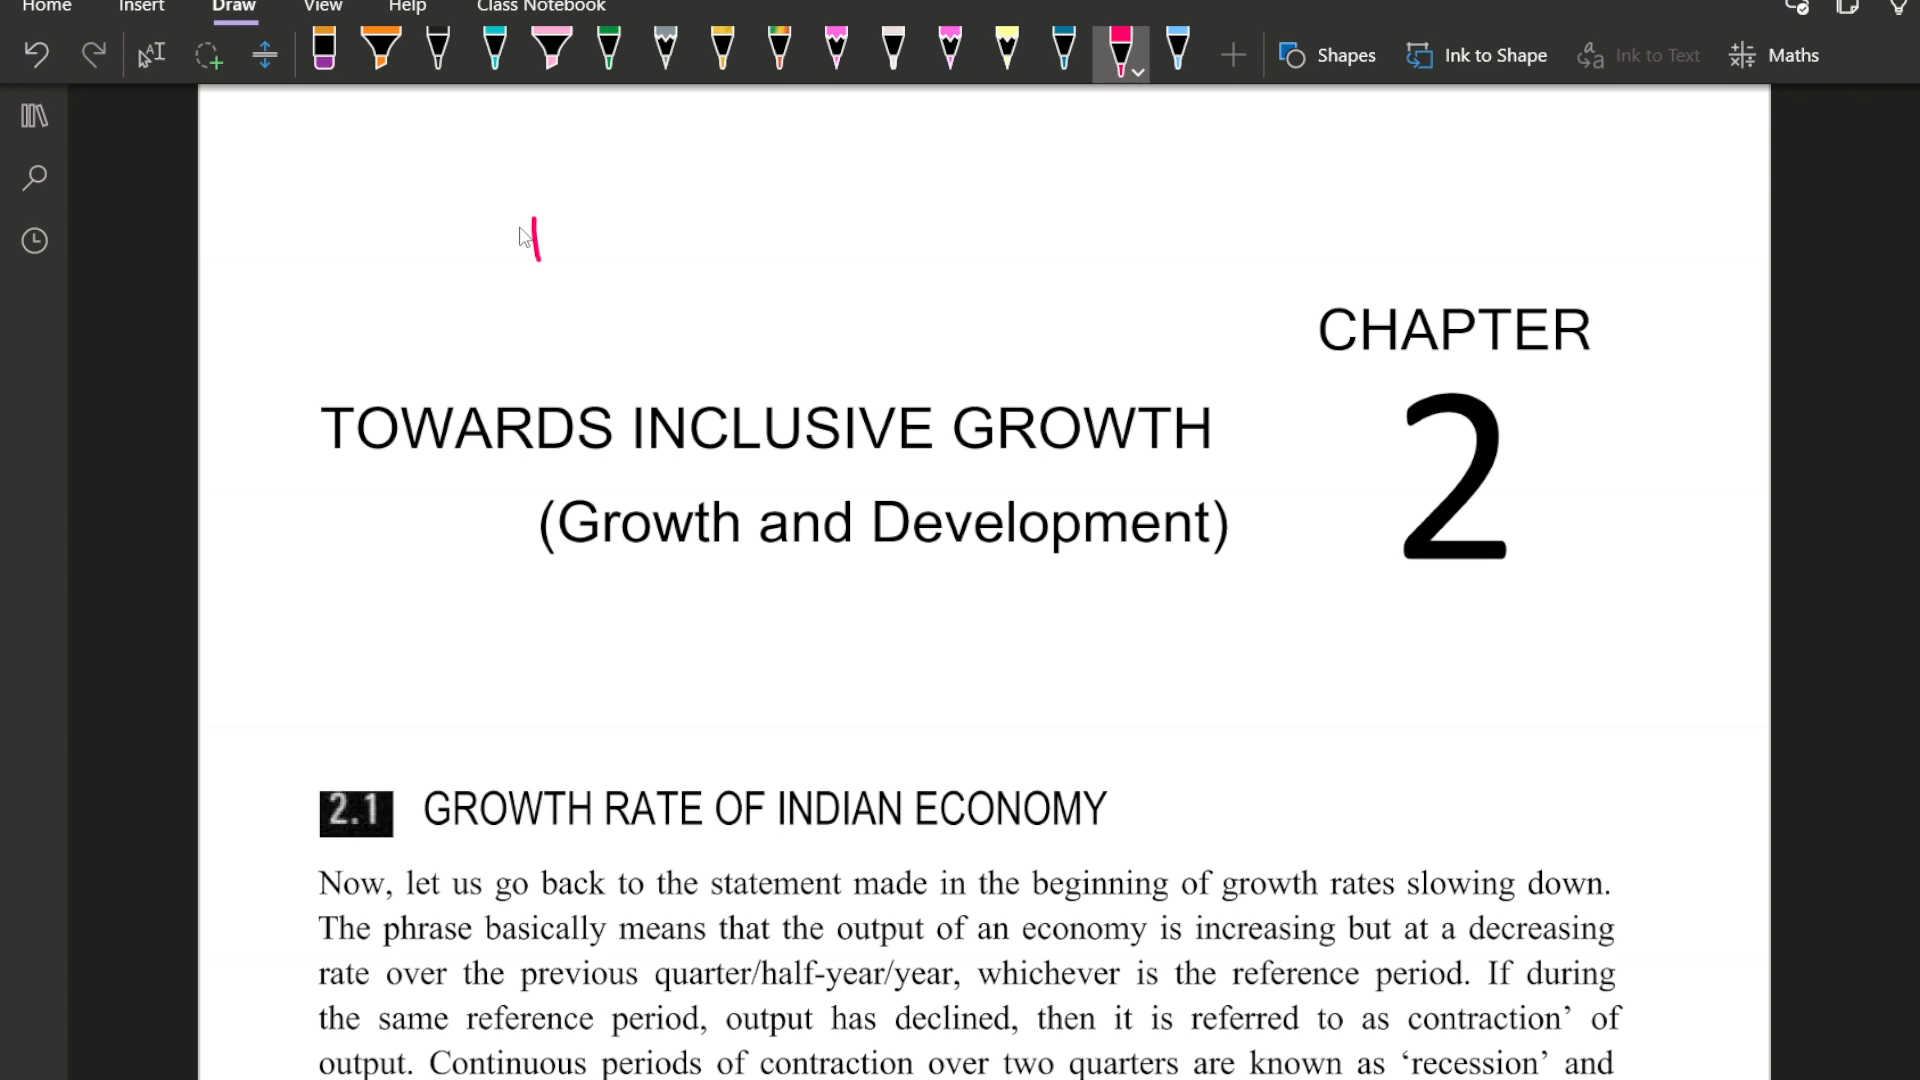 Home Insert Draw View Help Class Notebook
Shapes Ink to Shape Ink to Text Maths
CHAPTER
2
TOWARDS INCLUSIVE GROWTH
(Growth and Development)
2.1 GROWTH RATE OF INDIAN ECONOMY
Now, let us go back to the statement made in the beginning of growth rates slowing down.
The phrase basically means that the output of an economy is increasing but at a decreasing
rate over the previous quarter/half-year/year, whichever is the reference period. If during
the same reference period, output has declined, then it is referred to as contraction’ of
output. Continuous periods of contraction over two quarters are known as ‘recession’ and